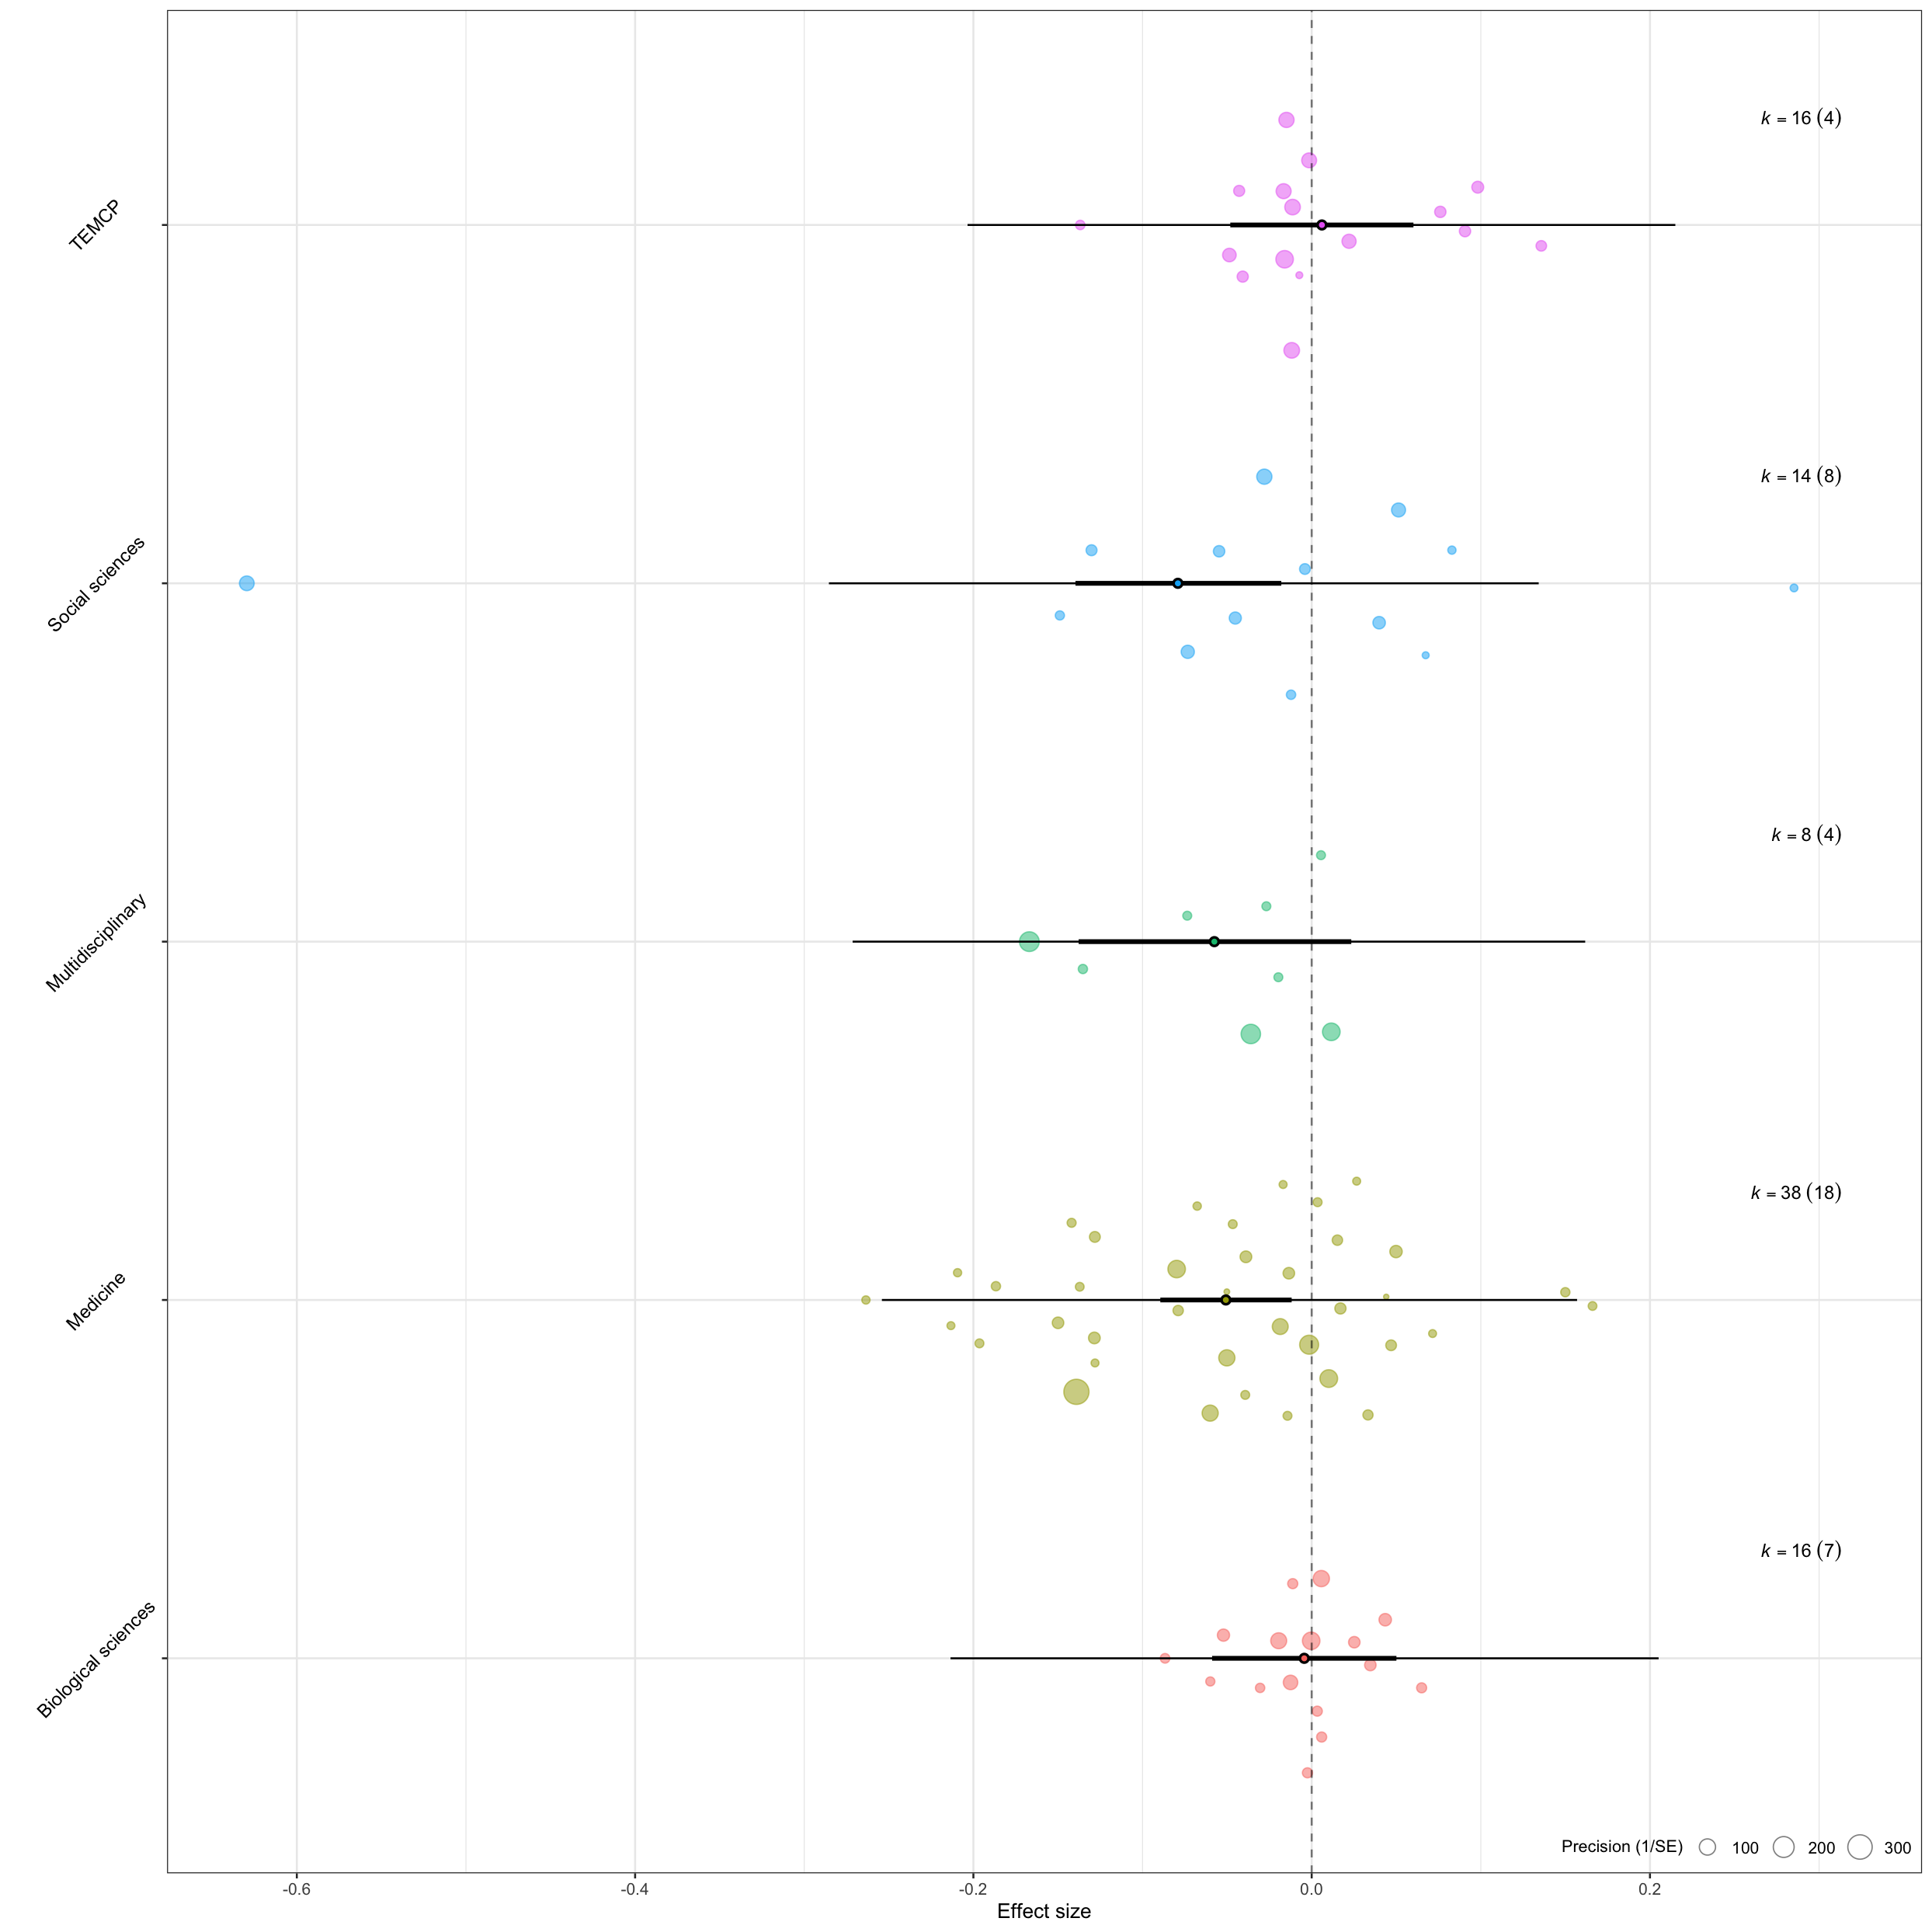 k = 16 (4)
TEMCP
k = 14 (8)
Social sciences
k = 8 (4)
Multidisciplinary
k = 38 (18)
Medicine
k = 16 (7)
Biological sciences
Precision (1/SE) 100 200 300
-0.6 -0.4 -0.2 0.0 0.2
Effect size